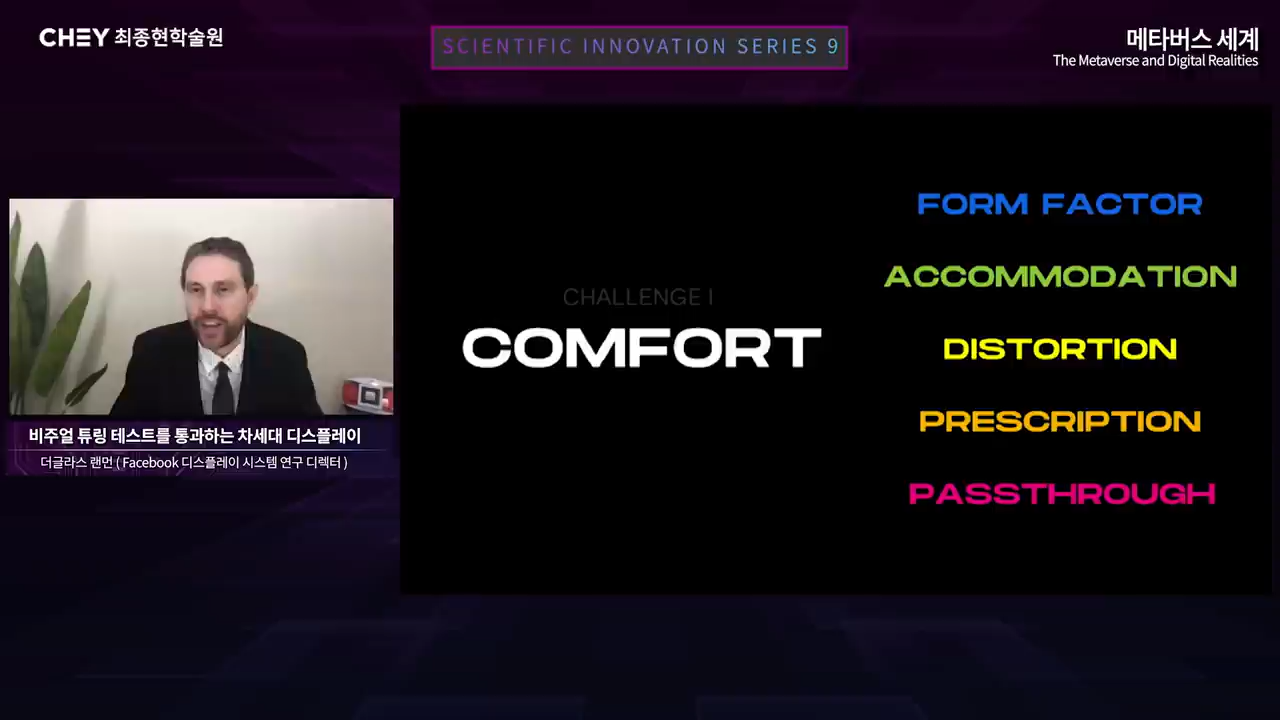 CHEY 최종현학술원
SCIENTIFIC INNOVATION SERIES 9
메타버스 세계
The Metaverse and Digital Realities
비주얼 튜링 테스트를 통과하는 차세대 디스플레이
더글라스 랜먼 ( Facebook 디스플레이 시스템 연구 디렉터 )
CHALLENGE I
COMFORT
FORM FACTOR
ACCOMMODATION
DISTORTION
PRESCRIPTION
PASSTHROUGH